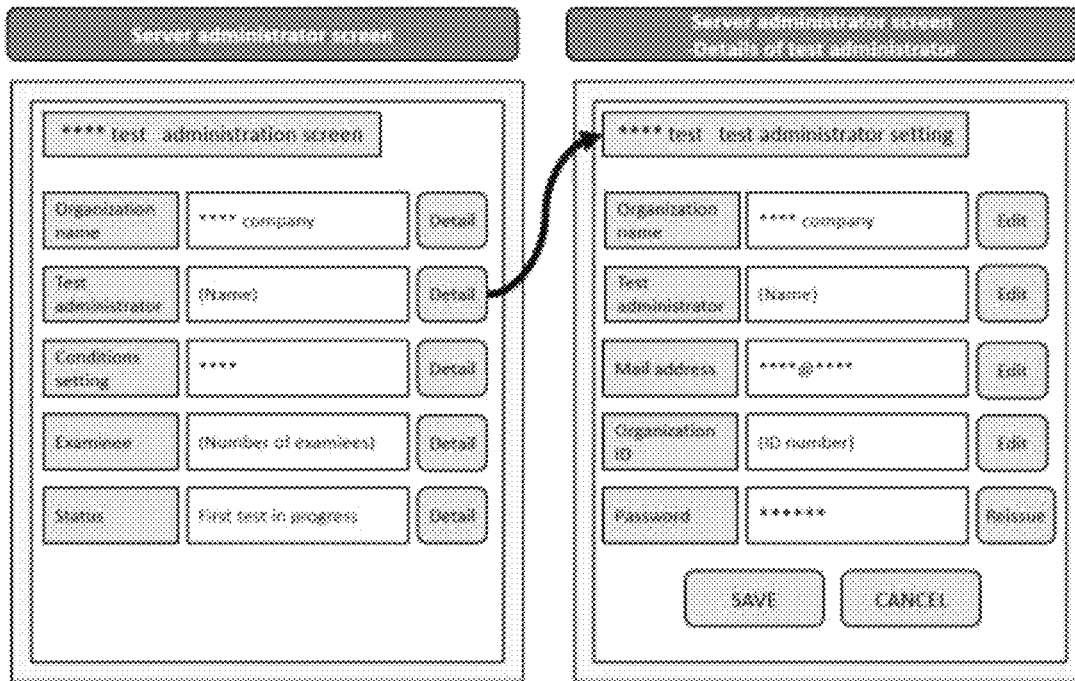 Server administrator screen
**** test administration screen
Organization
name
**** company
Detail
Test
administrator
(Name)
Detail
Conditions
setting
****
Detail
Examinee
(Number of examinees)
Detail
Status
First test in progress
Detail
Server administrator screen
Details of test administrator
**** test test administrator setting
Organization
name
**** company
Edit
Test
administrator
(Name)
Edit
Mail address
****@****
Edit
Organization
ID
(ID number)
Edit
Password
******
Reissue
SAVE
CANCEL